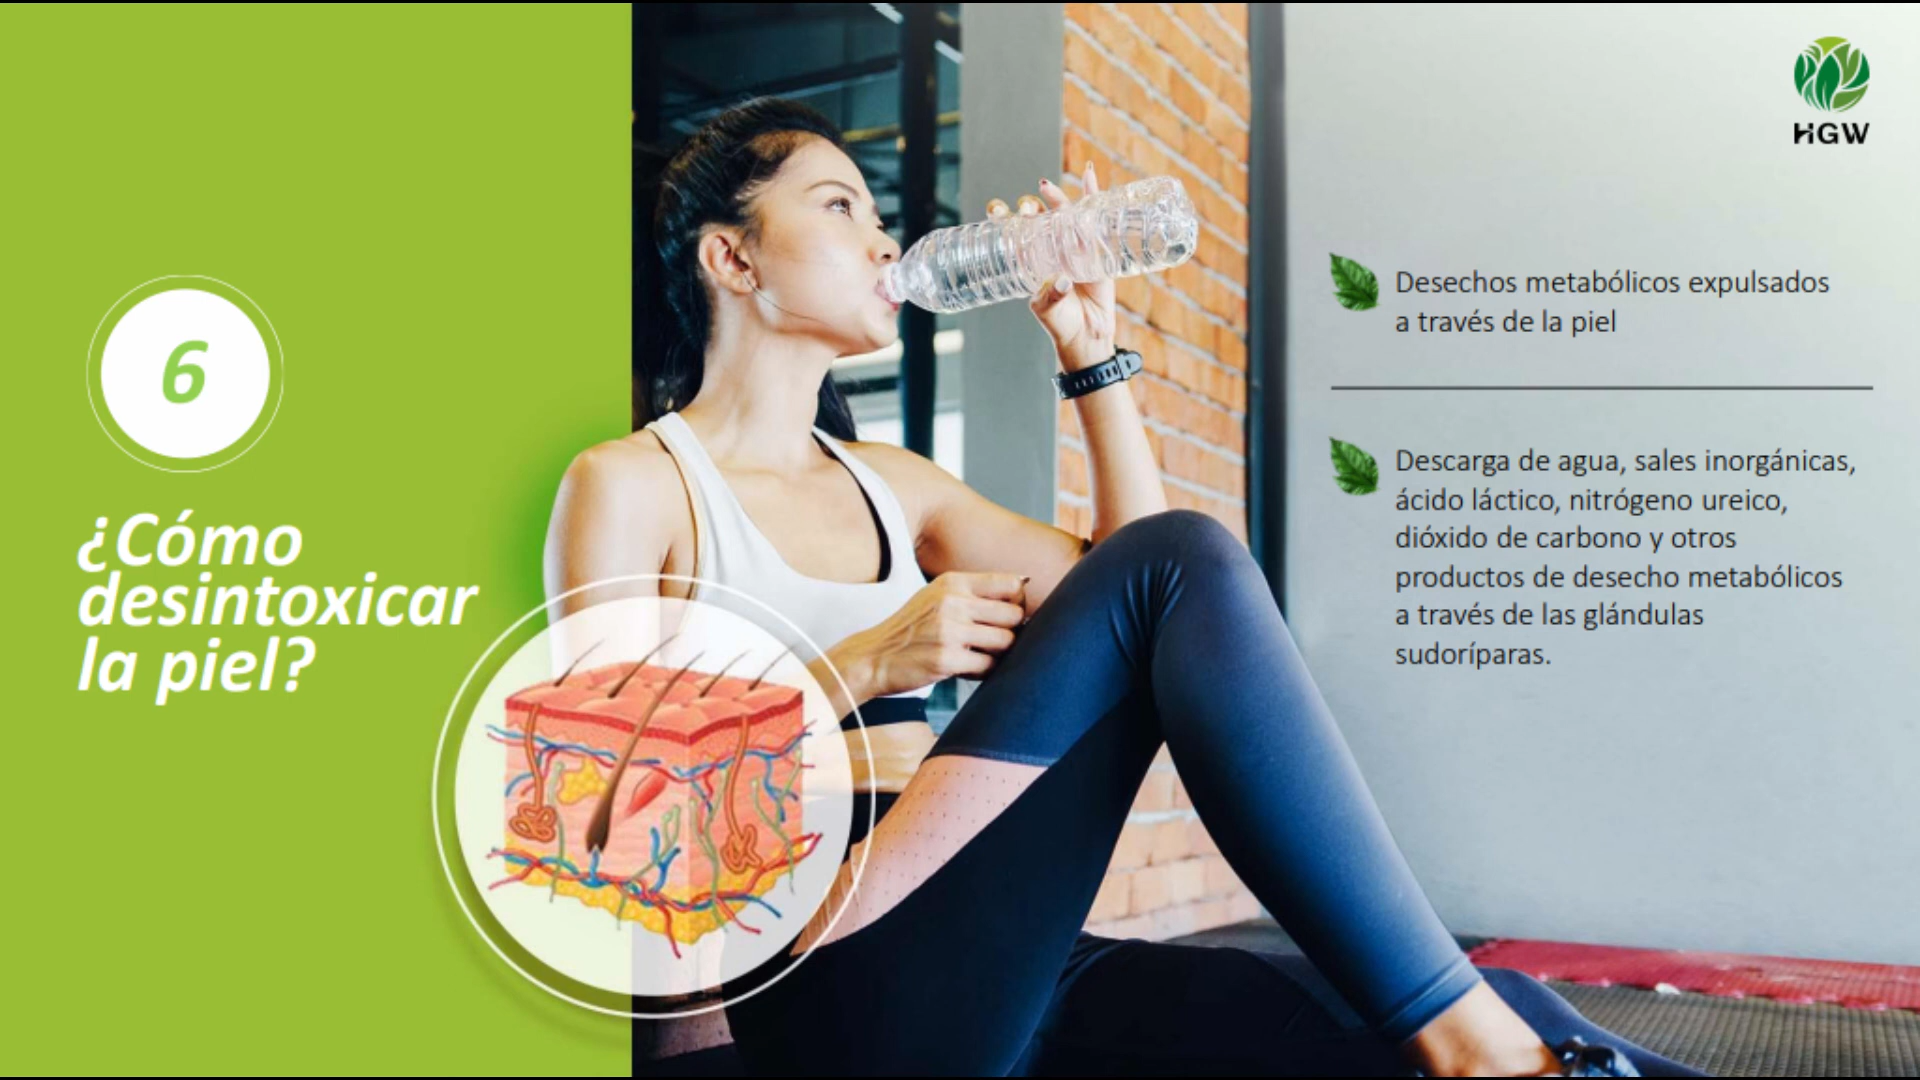 HGW
6
¿Cómo
desintoxicar
la piel?
Desechos metabólicos expulsados
a través de la piel
Descarga de agua, sales inorgánicas,
ácido láctico, nitrógeno ureico,
dióxido de carbono y otros
productos de desecho metabólicos
a través de las glándulas
sudoríparas.